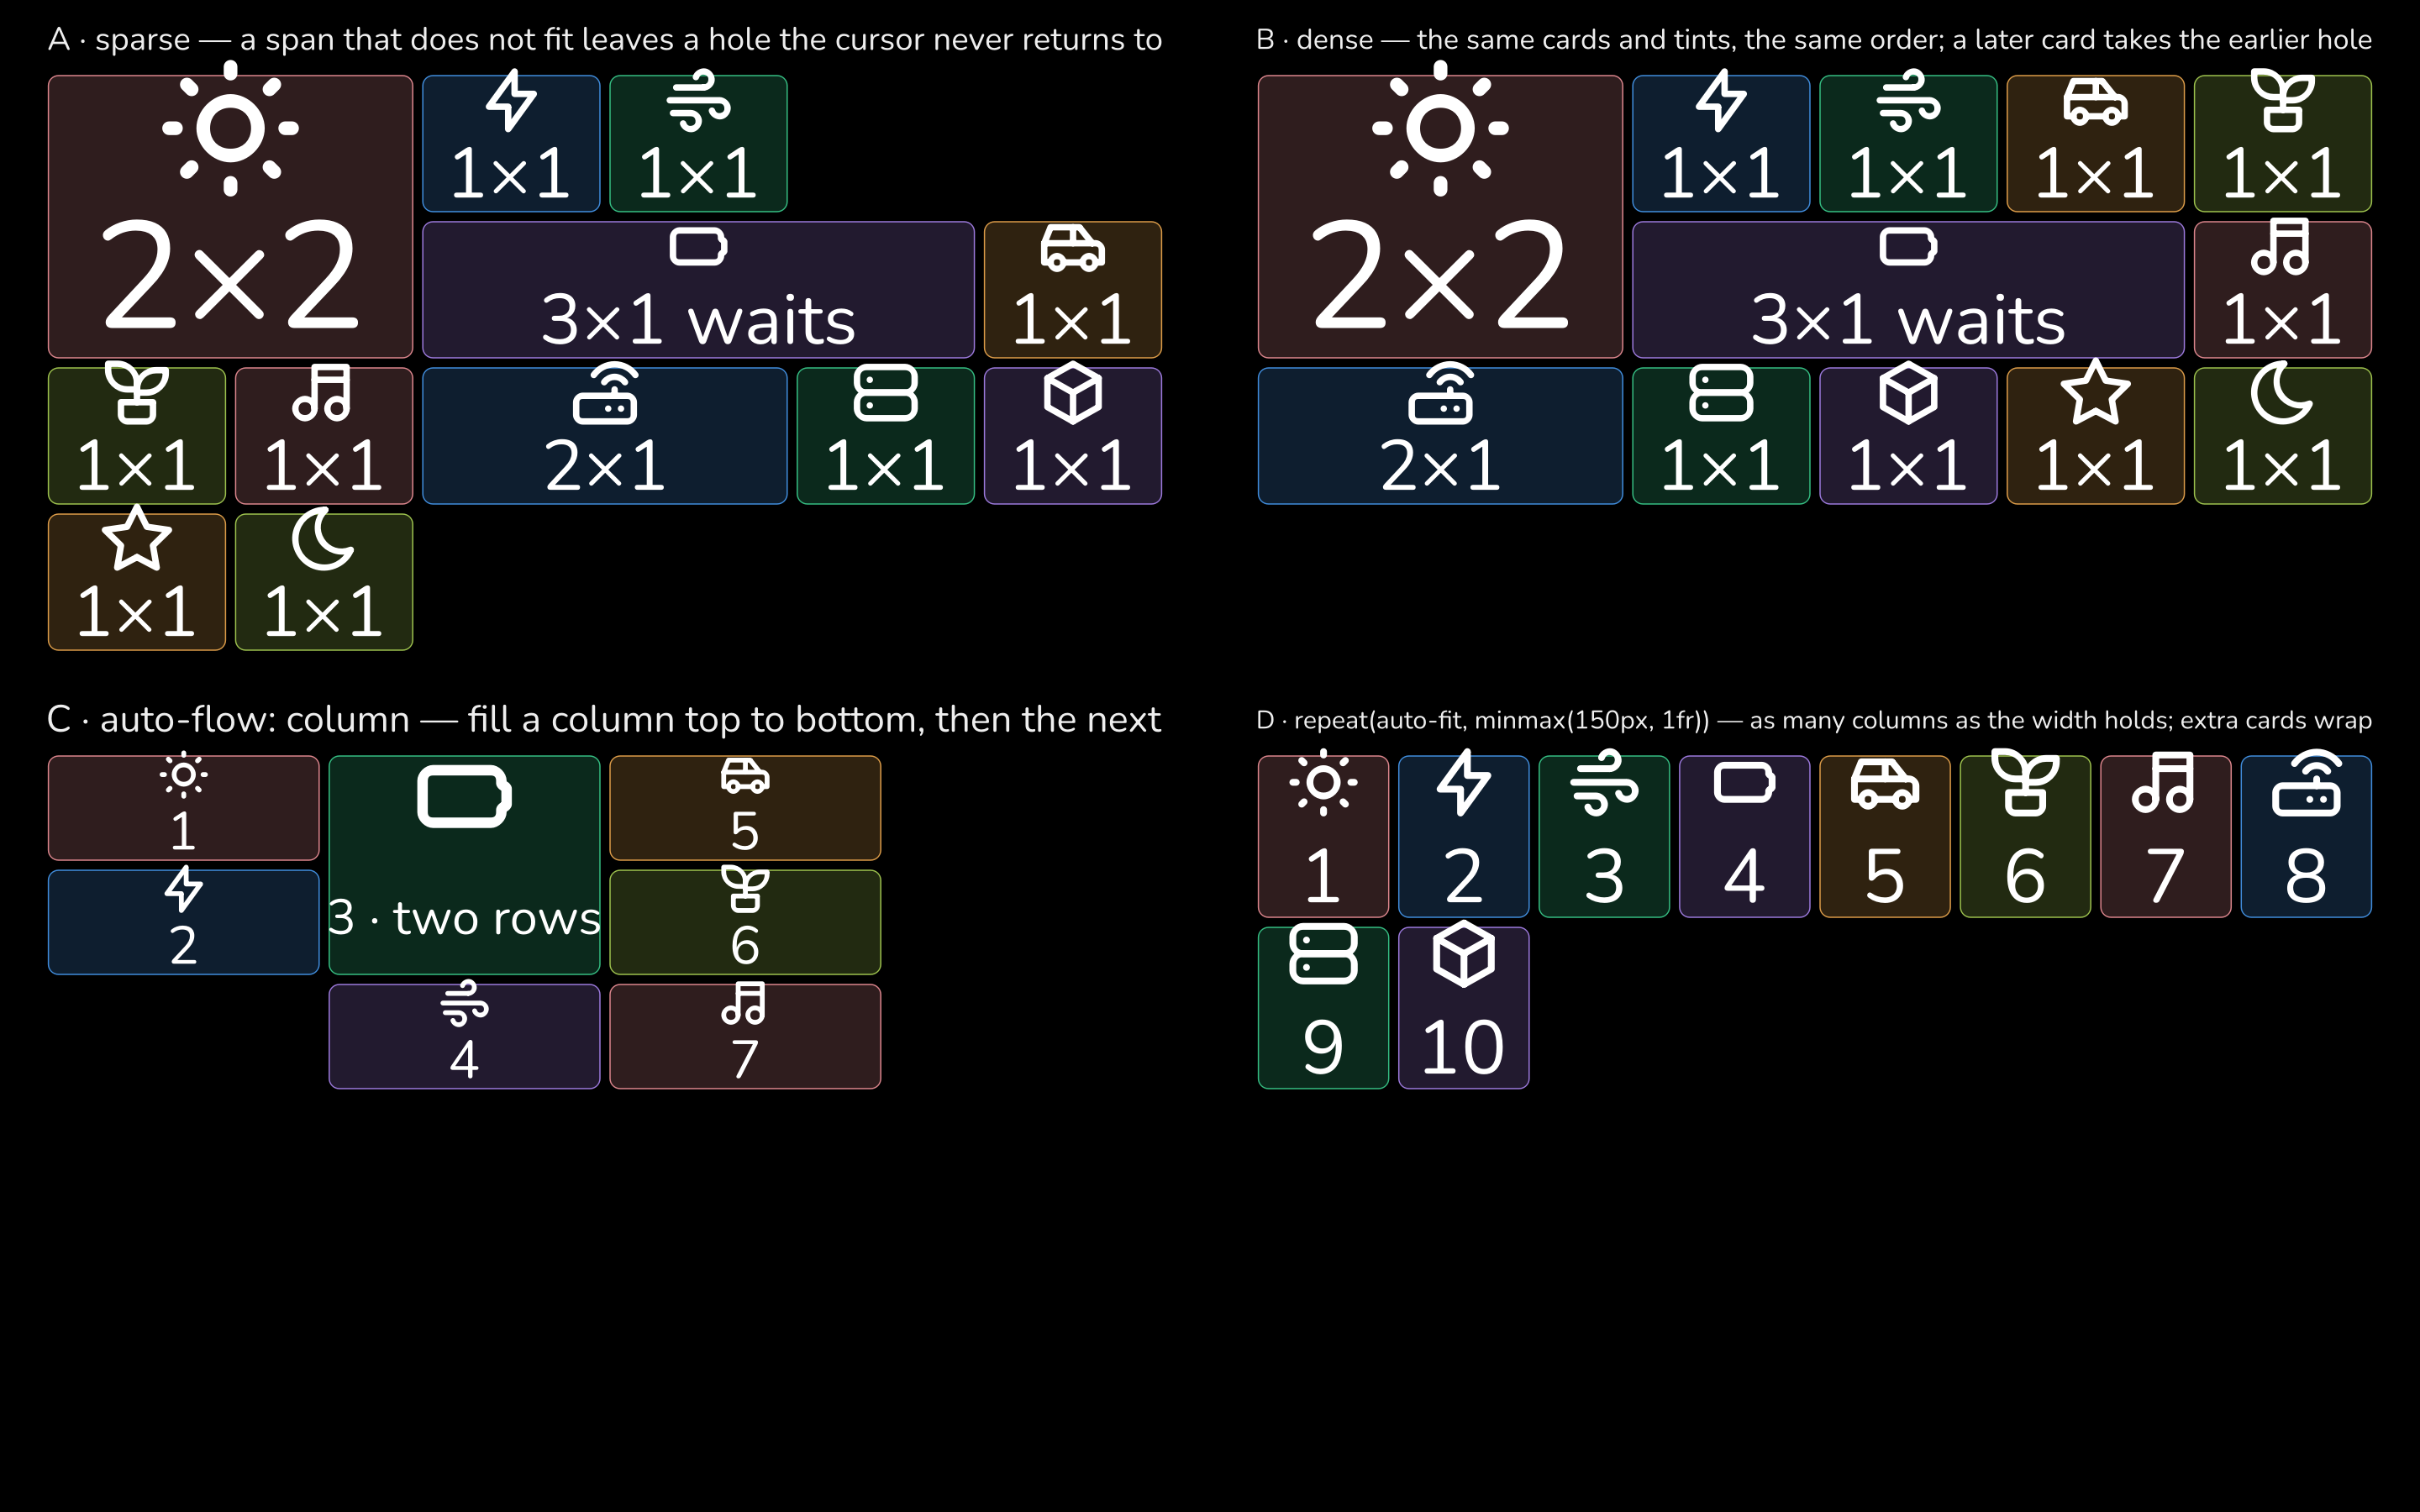 A · sparse — a span that does not fit leaves a hole the cursor never returns to
1×1 1×1
2×2
3×1 waits 1×1
1×1 1×1 2×1 1×1 1×1
1×1 1×1
B · dense — the same cards and tints, the same order; a later card takes the earlier hole
1×1 1×1 1×1 1×1
2×2
3×1 waits 1×1
2×1 1×1 1×1 1×1 1×1
C · auto-flow: column — fill a column top to bottom, then the next
1
2
3 · two rows
4
5
6
7
D · repeat(auto-fit, minmax(150px, 1fr)) — as many columns as the width holds; extra cards wrap
1 2 3 4 5 6 7 8
9 10